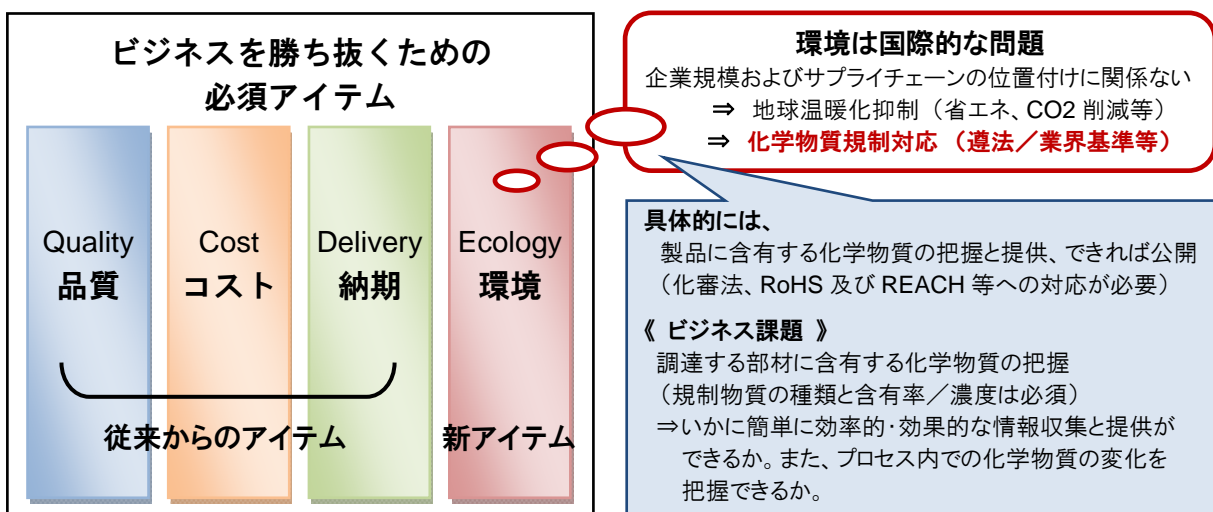 ビジネスを勝ち抜くための
必須アイテム
Quality
品質
Cost
コスト
Delivery
納期
Ecology
環境
従来からのアイテム
新アイテム
環境は国際的な問題
企業規模およびサプライチェーンの位置付けに関係ない
⇒ 地球温暖化抑制（省エネ、CO2 削減等）
⇒ 化学物質規制対応（遵法／業界基準等）
具体的には、
製品に含有する化学物質の把握と提供、できれば公開
（化審法、RoHS 及び REACH 等への対応が必要）
《 ビジネス課題 》
調達する部材に含有する化学物質の把握
（規制物質の種類と含有率／濃度は必須）
⇒いかに簡単に効率的・効果的な情報収集と提供が
できるか。また、プロセス内での化学物質の変化を
把握できるか。